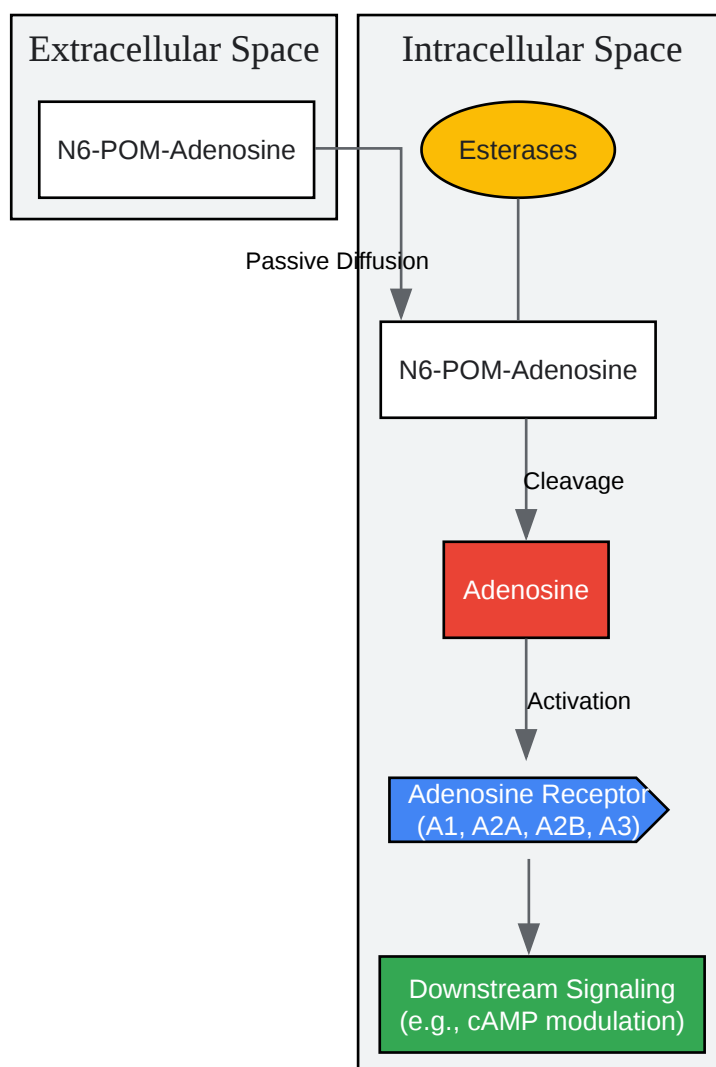 Extracellular Space
Intracellular Space
N6-POM-Adenosine
Esterases
Passive Diffusion
N6-POM-Adenosine
Cleavage
Adenosine
Activation
Adenosine Receptor
(A1, A2A, A2B, A3)
Downstream Signaling
(e.g., cAMP modulation)